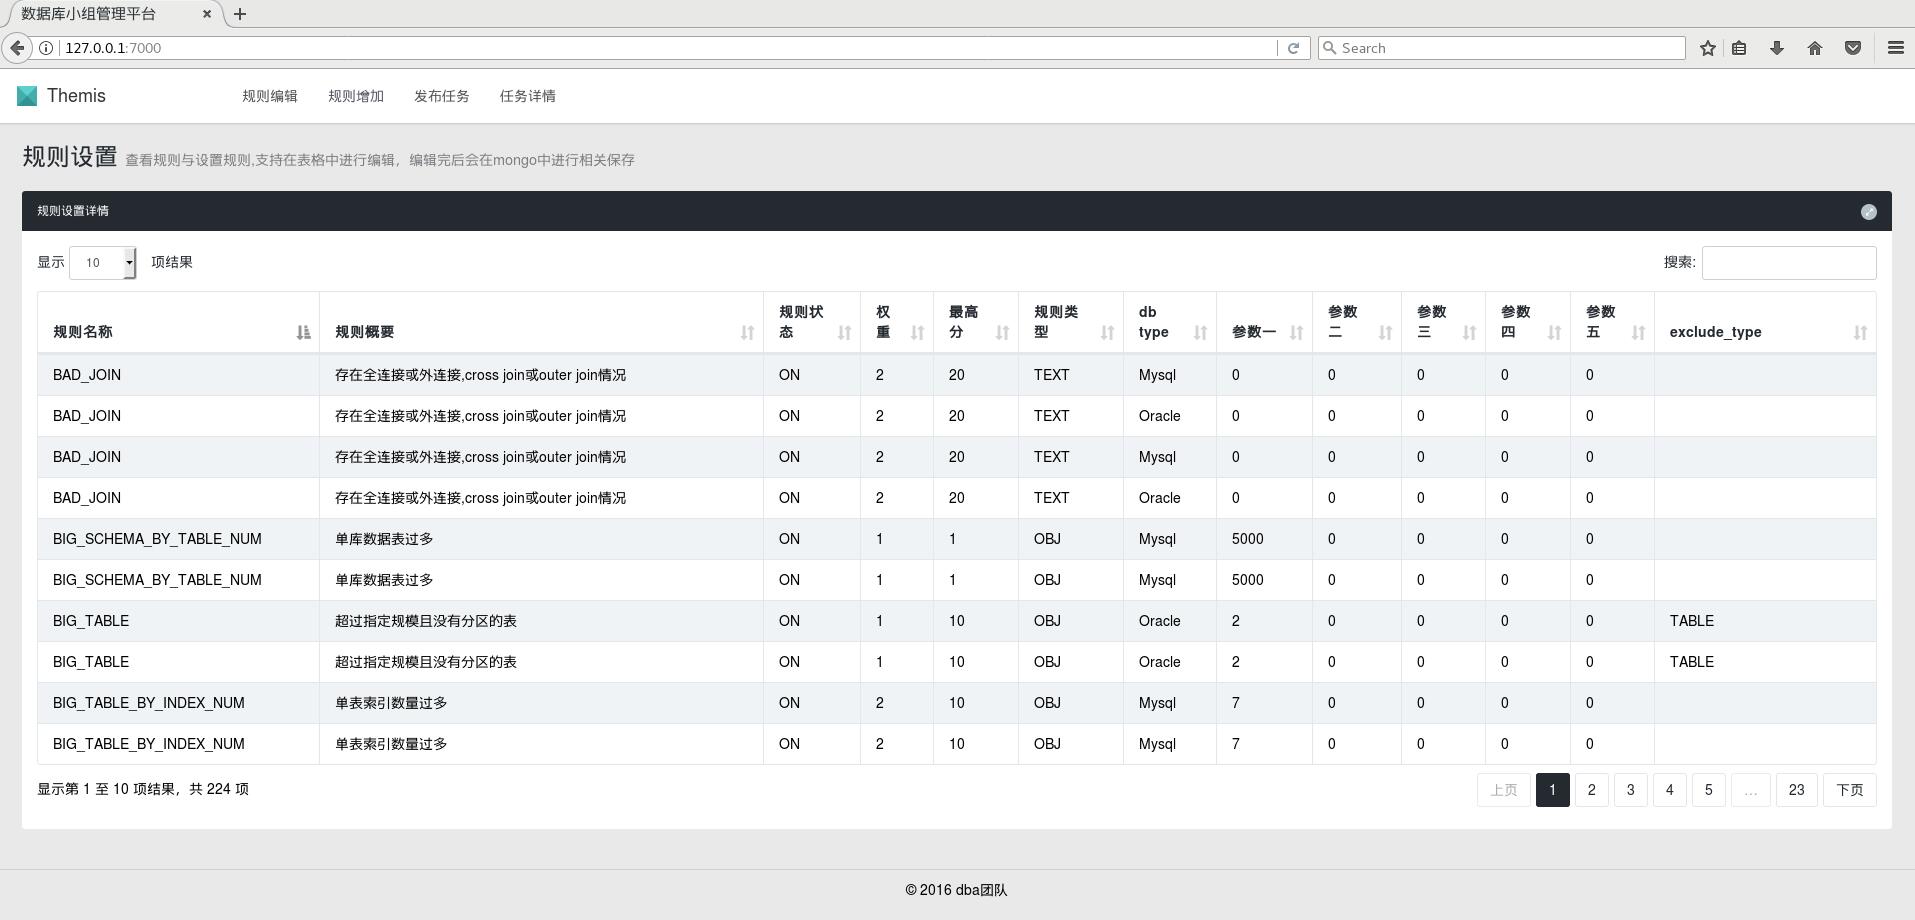 数据库小组管理平台
127.0.0.1:7000
Search
Themis 规则编辑 规则增加 发布任务 任务详情
规则设置 查看规则与设置规则,支持在表格中进行编辑，编辑完后会在mongo中进行相关保存
规则设置详情
显示 10 项结果 搜索:
规则名称 规则概要 规则状态 权重 最高分 规则类型 db type 参数一 参数二 参数三 参数四 参数五 exclude_type
BAD_JOIN 存在全连接或外连接,cross join或outer join情况 ON 2 20 TEXT Mysql 0 0 0 0 0
BAD_JOIN 存在全连接或外连接,cross join或outer join情况 ON 2 20 TEXT Oracle 0 0 0 0 0
BAD_JOIN 存在全连接或外连接,cross join或outer join情况 ON 2 20 TEXT Mysql 0 0 0 0 0
BAD_JOIN 存在全连接或外连接,cross join或outer join情况 ON 2 20 TEXT Oracle 0 0 0 0 0
BIG_SCHEMA_BY_TABLE_NUM 单库数据表过多 ON 1 1 OBJ Mysql 5000 0 0 0 0
BIG_SCHEMA_BY_TABLE_NUM 单库数据表过多 ON 1 1 OBJ Mysql 5000 0 0 0 0
BIG_TABLE 超过指定规模且没有分区的表 ON 1 10 OBJ Oracle 2 0 0 0 0 TABLE
BIG_TABLE 超过指定规模且没有分区的表 ON 1 10 OBJ Oracle 2 0 0 0 0 TABLE
BIG_TABLE_BY_INDEX_NUM 单表索引数量过多 ON 2 10 OBJ Mysql 7 0 0 0 0
BIG_TABLE_BY_INDEX_NUM 单表索引数量过多 ON 2 10 OBJ Mysql 7 0 0 0 0
显示第 1 至 10 项结果，共 224 项 上页 1 2 3 4 5 … 23 下页
© 2016 dba团队